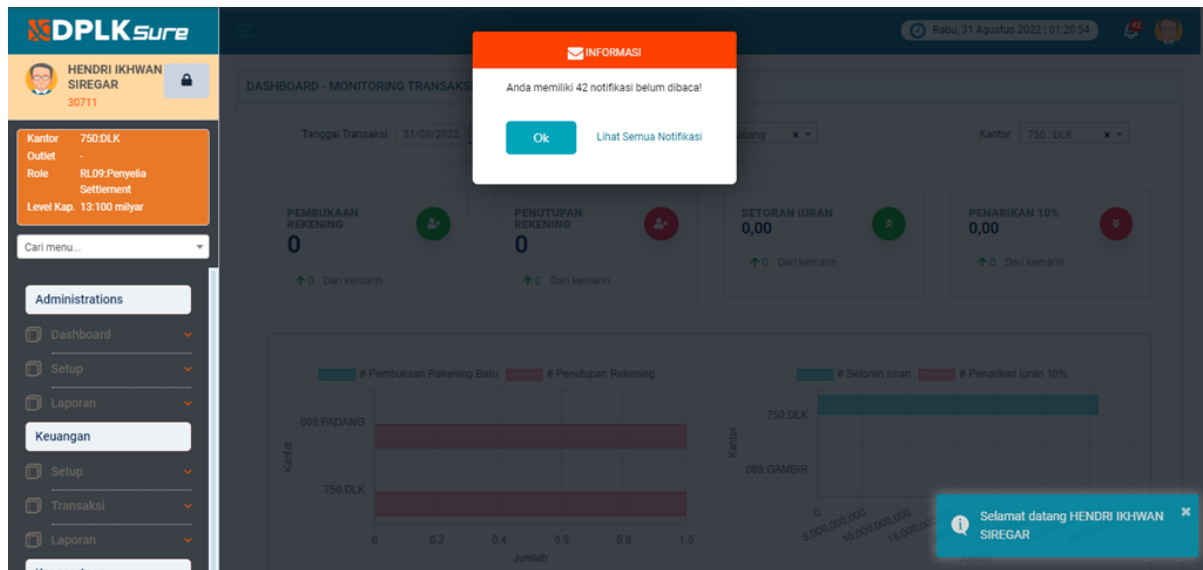 DPLKSure
HENDRI IKHWAN
SIREGAR
30711
Kantor 750:DLK
Outlet -
Role RL09:Penyelia
Settlement
Level Kap. 13:100 milyar
Cari menu...
Administrations
Dashboard
Setup
Laporan
Keuangan
Setup
Transaksi
Laporan
Rabu, 31 Agustus 2022 | 01:20:54
42
INFORMASI
Anda memiliki 42 notifikasi belum dibaca!
Ok
Lihat Semua Notifikasi
DASHBOARD - MONITORING TRANSAKSI
Tanggal Transaksi 31/08/2022
Kantor 750 : DLK
PEMBUKAAN
REKENING
0
0 Dari kemarin
PENUTUPAN
REKENING
0
0 Dari kemarin
SETORAN IURAN
0,00
0 Dari kemarin
PENARIKAN 10%
0,00
0 Dari kemarin
# Pembukaan Rekening Baru # Penutupan Rekening
Kantor
009:PADANG
750:DLK
0 0.2 0.4 0.6 0.8 1.0
Jumlah
# Setoran Iuran # Penarikan Iuran 10%
Kantor
750:DLK
089:GAMBIR
0
5,000,000,000
10,000,000,000
Selamat datang HENDRI IKHWAN
SIREGAR